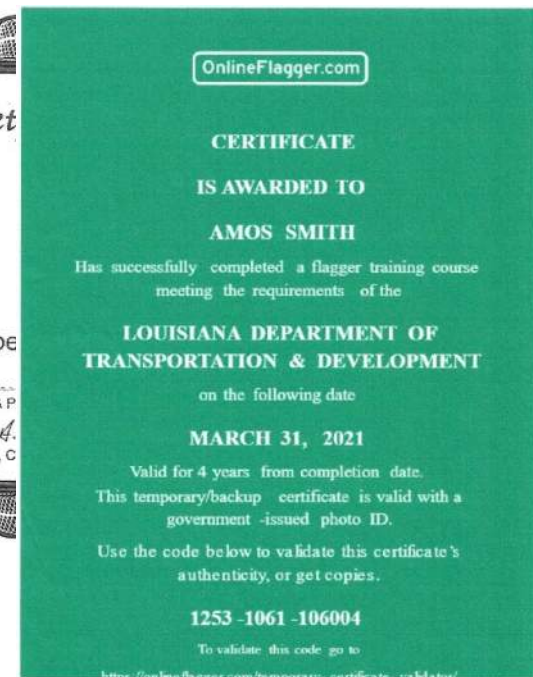 OnlineFlagger.com
CERTIFICATE
IS AWARDED TO
AMOS SMITH
Has successfully completed a flagger training course
meeting the requirements of the
LOUISIANA DEPARTMENT OF
TRANSPORTATION & DEVELOPMENT
on the following date
MARCH 31, 2021
Valid for 4 years from completion date.
This temporary/backup certificate is valid with a
government -issued photo ID.
Use the code below to validate this certificate's
authenticity, or get copies.
1253 -1061 -106004
To validate this code go to